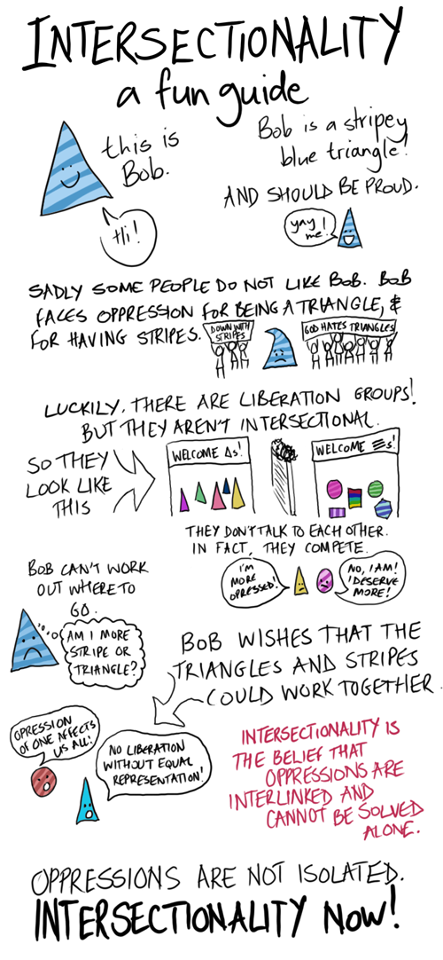 INTERSECTIONALITY
a fun guide
this is
Bob.
Hi!
Bob is a stripey
blue triangle!
AND SHOULD BE PROUD.
yay
me!
SADLY SOME PEOPLE DO NOT LIKE BOB. BOB
FACES OPPRESSION FOR BEING A TRIANGLE, &
FOR HAVING STRIPES.
DOWN WITH
STRIPES
GOD HATES TRIANGLES
LUCKILY, THERE ARE LIBERATION GROUPS!
BUT THEY AREN'T INTERSECTIONAL.
SO THEY
LOOK LIKE
THIS
WELCOME Δs!
WELCOME ☰s!
THEY DON'T TALK TO EACH OTHER.
IN FACT, THEY COMPETE.
I'M
MORE
OPRESSED!
NO, I AM!
I DESERVE
MORE!
BOB CAN'T WORK
OUT WHERE TO
GO.
AM I MORE
STRIPE OR
TRIANGLE?
BOB WISHES THAT THE
TRIANGLES AND STRIPES
COULD WORK TOGETHER.
OPRESSION
OF ONE AFFECTS
US ALL!
NO LIBERATION
WITHOUT EQUAL
REPRESENTATION!
INTERSECTIONALITY IS
THE BELIEF THAT
OPPRESSIONS ARE
INTERLINKED AND
CANNOT BE SOLVED
ALONE.
OPPRESSIONS ARE NOT ISOLATED.
INTERSECTIONALITY NOW!